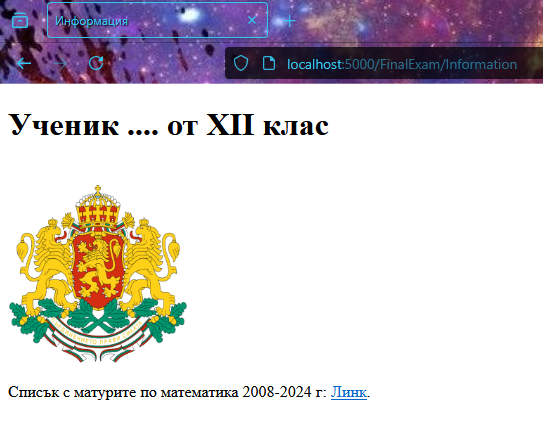 Информация
localhost:5000/FinalExam/Information
Ученик .... от XII клас
Списък с матурите по математика 2008-2024 г: Линк.